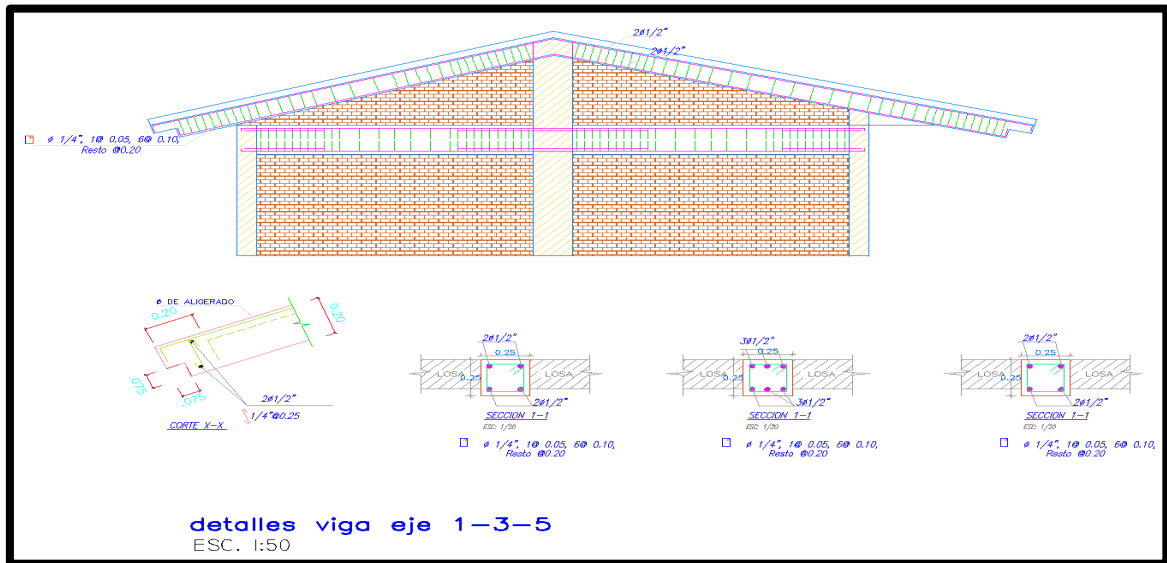 2ø1/2"
2ø1/2"
ø 1/4", 1@ 0.05, 6@ 0.10,
Resto @0.20
ø DE ALIGERADO
0.20
0.20
.075
.075
2ø1/2"
1/4"@0.25
CORTE X-X
2ø1/2"
0.25
LOSA
0.25
LOSA
2ø1/2"
SECCION 1-1
ESC: 1/20
ø 1/4", 1@ 0.05, 6@ 0.10,
Resto @0.20
3ø1/2"
0.25
LOSA
0.25
LOSA
3ø1/2"
SECCION 1-1
ESC: 1/20
ø 1/4", 1@ 0.05, 6@ 0.10,
Resto @0.20
2ø1/2"
0.25
LOSA
0.25
LOSA
2ø1/2"
SECCION 1-1
ESC: 1/20
ø 1/4", 1@ 0.05, 6@ 0.10,
Resto @0.20
detalles viga eje 1-3-5
ESC. 1:50